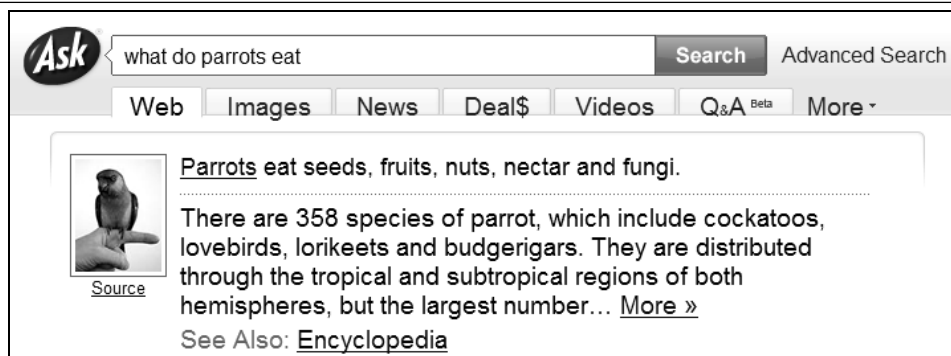 Ask what do parrots eat Search Advanced Search
Web Images News Deal$ Videos Q&A Beta More
Parrots eat seeds, fruits, nuts, nectar and fungi.
There are 358 species of parrot, which include cockatoos,
lovebirds, lorikeets and budgerigars. They are distributed
through the tropical and subtropical regions of both
hemispheres, but the largest number... More »
Source
See Also: Encyclopedia